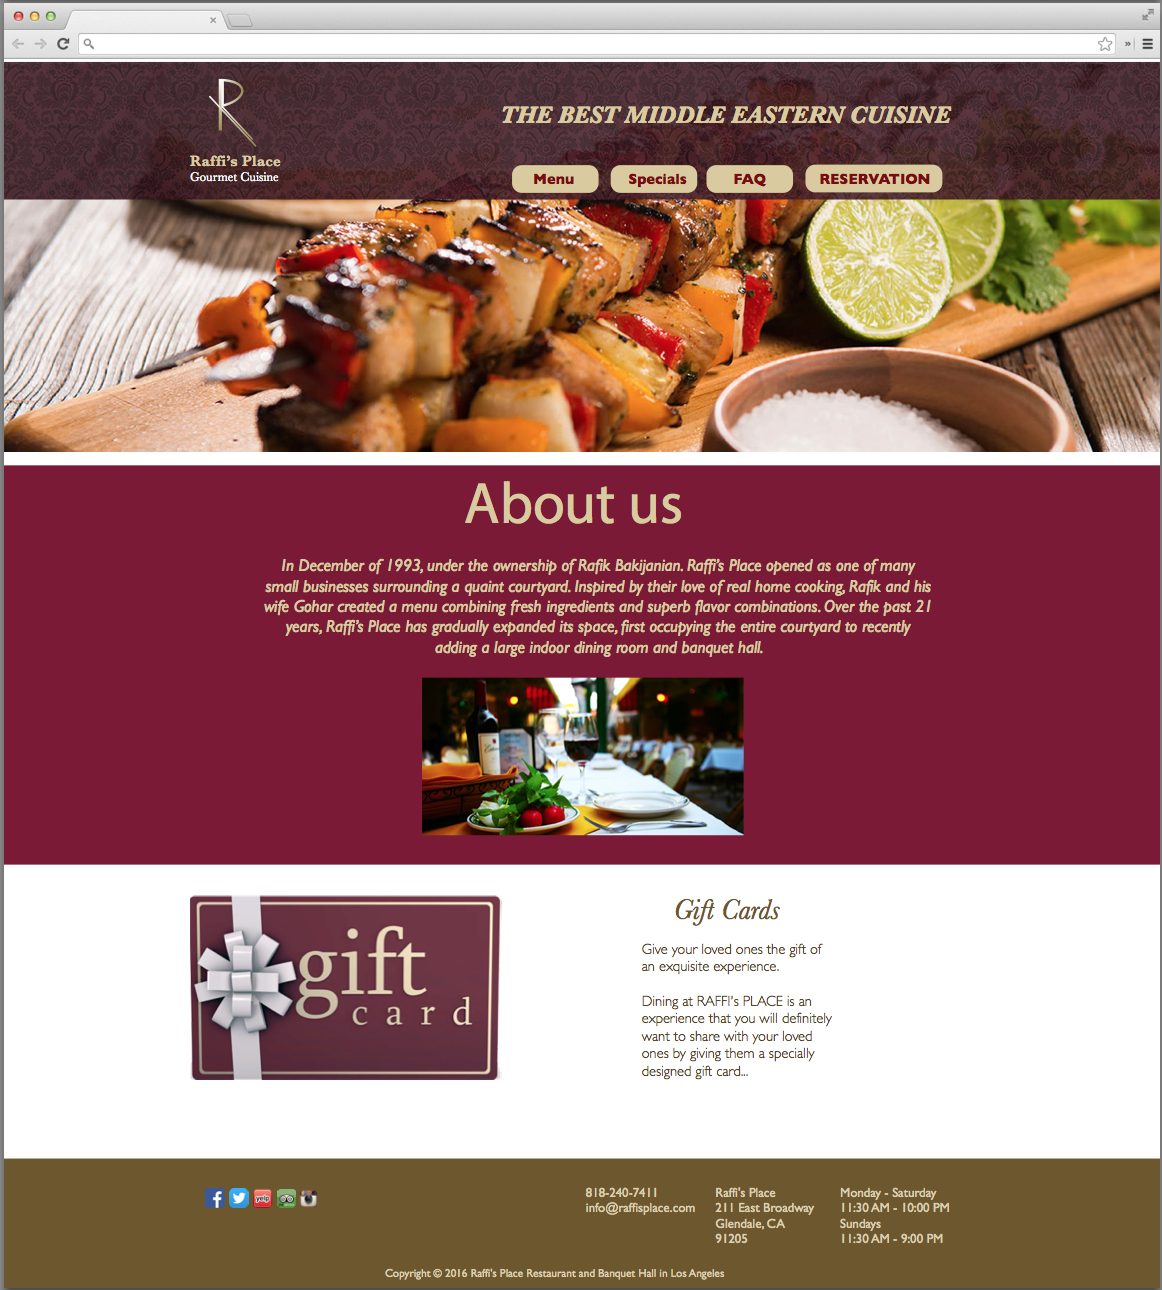 Raffi's Place
Gourmet Cuisine
THE BEST MIDDLE EASTERN CUISINE
Menu
Specials
FAQ
RESERVATION
About us
In December of 1993, under the ownership of Rafik Bakijanian. Raffi's Place opened as one of many
small businesses surrounding a quaint courtyard. Inspired by their love of real home cooking, Rafik and his
wife Gohar created a menu combining fresh ingredients and superb flavor combinations. Over the past 21
years, Raffi's Place has gradually expanded its space, first occupying the entire courtyard to recently
adding a large indoor dining room and banquet hall.
gift
card
Gift Cards
Give your loved ones the gift of
an exquisite experience.
Dining at RAFFI's PLACE is an
experience that you will definitely
want to share with your loved
ones by giving them a specially
designed gift card...
yelp
818-240-7411
info@raffisplace.com
Raffi's Place
211 East Broadway
Glendale, CA
91205
Monday - Saturday
11:30 AM - 10:00 PM
Sundays
11:30 AM - 9:00 PM
Copyright © 2016 Raffi's Place Restaurant and Banquet Hall in Los Angeles